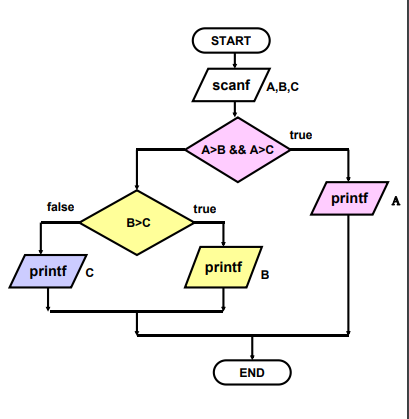 START
scanf A,B,C
A>B && A>C
true
printf A
false
B>C
true
printf C
printf B
END